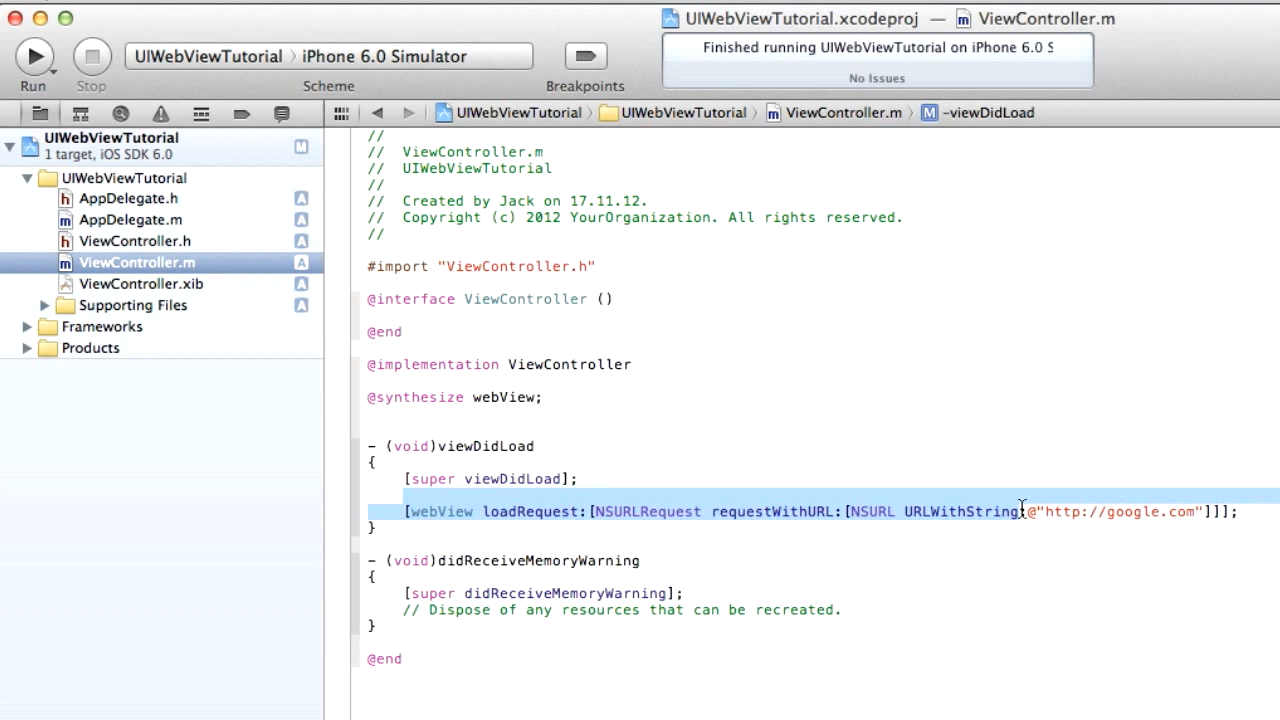 UIWebViewTutorial.xcodeproj — ViewController.m
UIWebViewTutorial iPhone 6.0 Simulator
Finished running UIWebViewTutorial on iPhone 6.0 S
No Issues
Run Stop Scheme Breakpoints
UIWebViewTutorial UIWebViewTutorial ViewController.m M -viewDidLoad
UIWebViewTutorial M
1 target, iOS SDK 6.0
UIWebViewTutorial
h AppDelegate.h A
m AppDelegate.m A
h ViewController.h A
m ViewController.m A
ViewController.xib A
Supporting Files A
Frameworks
Products
//
//  ViewController.m
//  UIWebViewTutorial
//
//  Created by Jack on 17.11.12.
//  Copyright (c) 2012 YourOrganization. All rights reserved.
//
#import "ViewController.h"
@interface ViewController ()
@end
@implementation ViewController
@synthesize webView;
- (void)viewDidLoad
{
[super viewDidLoad];
[webView loadRequest:[NSURLRequest requestWithURL:[NSURL URLWithString:@"http://google.com"]]];
}
- (void)didReceiveMemoryWarning
{
[super didReceiveMemoryWarning];
// Dispose of any resources that can be recreated.
}
@end